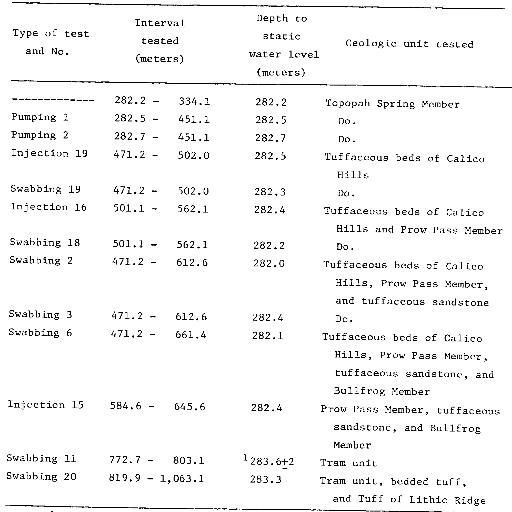 Type of test and No. Interval tested (meters) Depth to static water level (meters) Geologic unit tested
------------- 282.2 - 334.1 282.2 Topopah Spring Member
Pumping 1 282.5 - 451.1 282.5 Do.
Pumping 2 282.7 - 451.1 282.7 Do.
Injection 19 471.2 - 502.0 282.5 Tuffaceous beds of Calico
Hills
Swabbing 19 471.2 - 502.0 282.3 Do.
Injection 16 501.1 - 562.1 282.4 Tuffaceous beds of Calico
Hills and Prow Pass Member
Swabbing 18 501.1 - 562.1 282.2 Do.
Swabbing 2 471.2 - 612.6 282.0 Tuffaceous beds of Calico
Hills, Prow Pass Member,
and tuffaceous sandstone
Swabbing 3 471.2 - 612.6 282.4 Do.
Swabbing 6 471.2 - 661.4 282.1 Tuffaceous beds of Calico
Hills, Prow Pass Member,
tuffaceous sandstone, and
Bullfrog Member
Injection 15 584.6 - 645.6 282.4 Prow Pass Member, tuffaceous
sandstone, and Bullfrog
Member
Swabbing 11 772.7 - 803.1 ¹283.6±2 Tram unit
Swabbing 20 819.9 - 1,063.1 283.3 Tram unit, bedded tuff,
and Tuff of Lithic Ridge